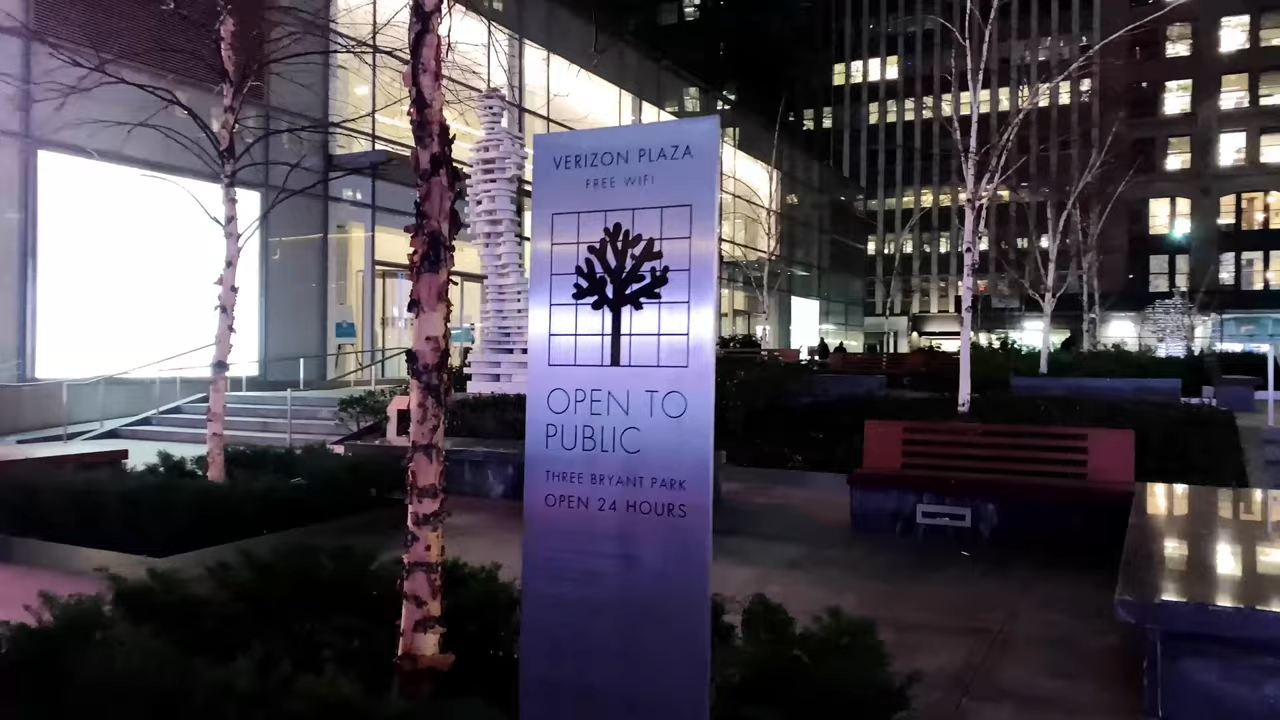 VERIZON PLAZA
FREE WIFI
OPEN TO
PUBLIC
THREE BRYANT PARK
OPEN 24 HOURS